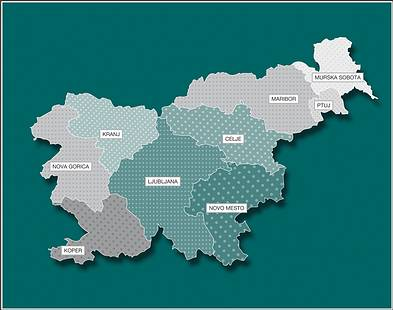 MURSKA SOBOTA
MARIBOR
PTUJ
KRANJ
CELJE
NOVA GORICA
LJUBLJANA
NOVO MESTO
KOPER